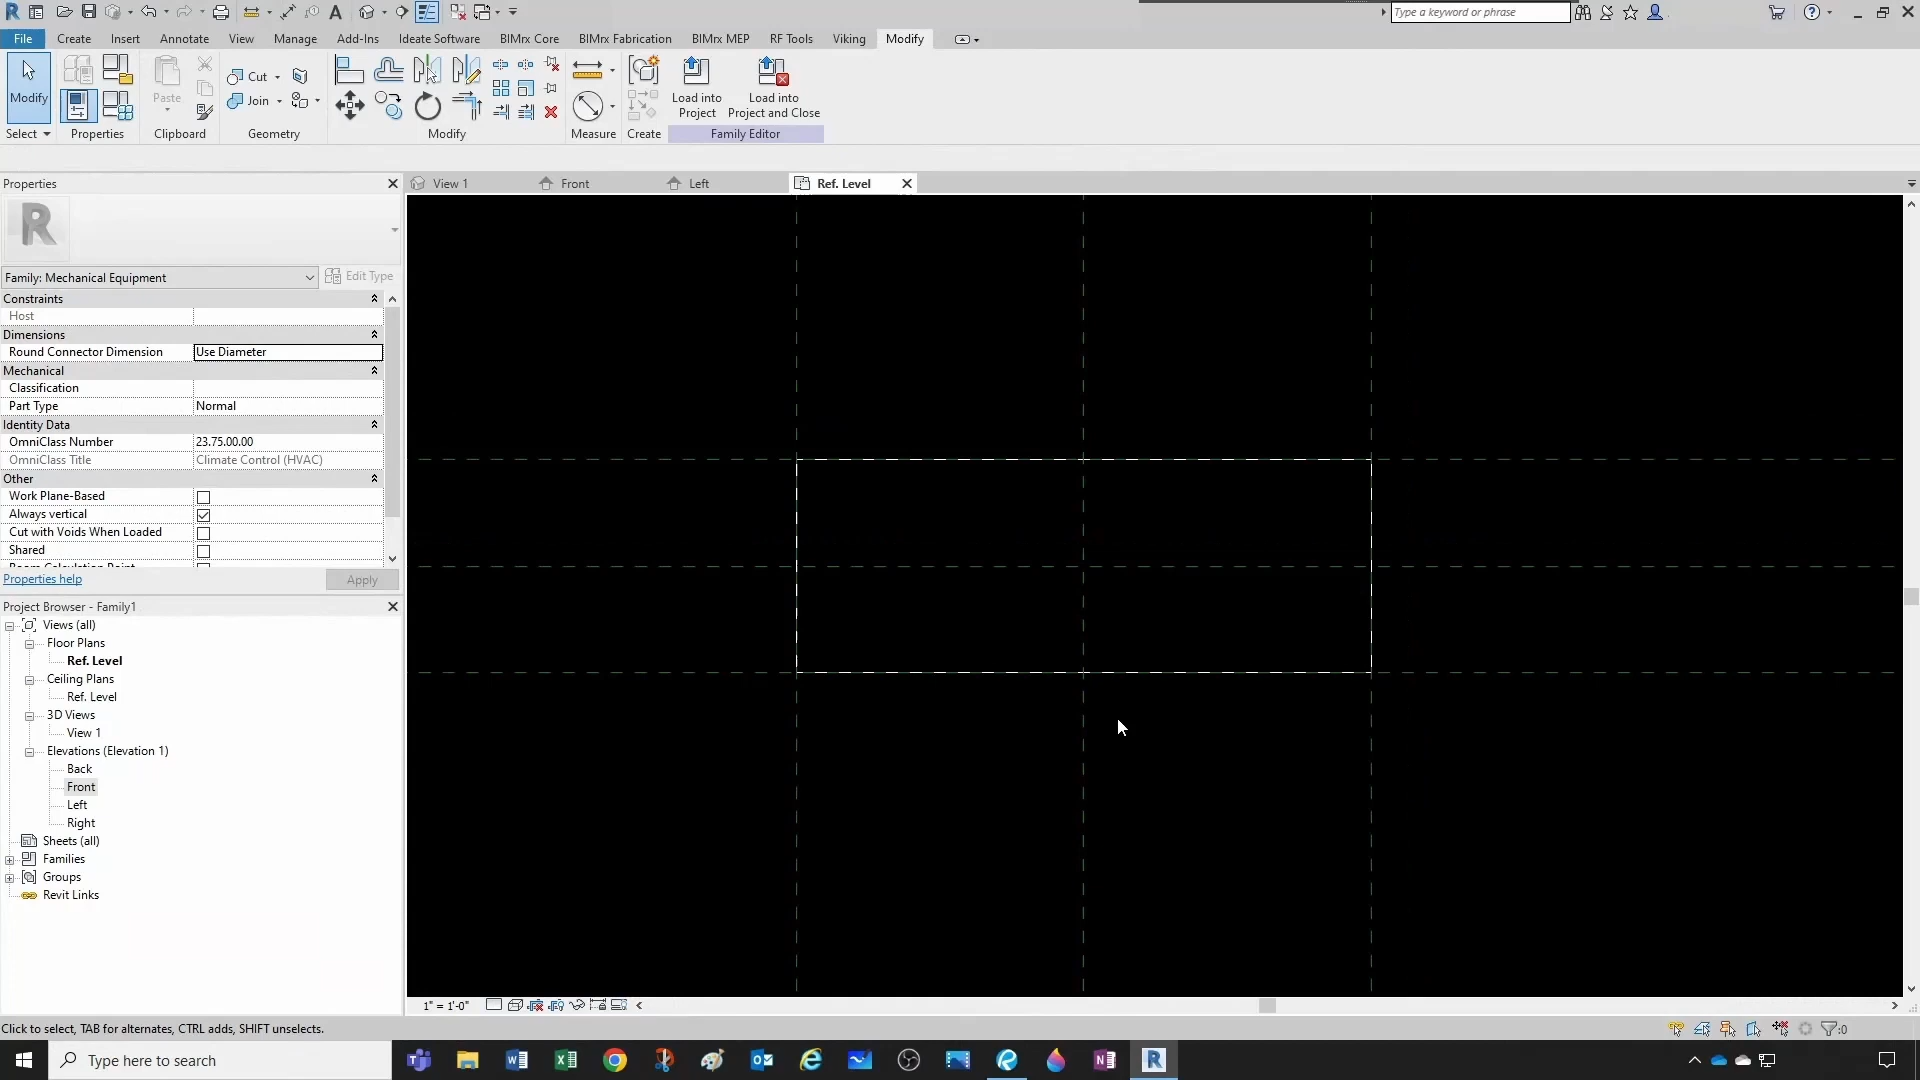 Type a keyword or phrase
File Create Insert Annotate View Manage Add-Ins Ideate Software BIMrx Core BIMrx Fabrication BIMrx MEP RF Tools Viking Modify
Modify
Paste
Cut
Join
Load into
Project
Load into
Project and Close
Select Properties Clipboard Geometry Modify Measure Create Family Editor
Properties
View 1 Front Left Ref. Level
Family: Mechanical Equipment Edit Type
Constraints
Host
Dimensions
Round Connector Dimension Use Diameter
Mechanical
Classification
Part Type Normal
Identity Data
OmniClass Number 23.75.00.00
OmniClass Title Climate Control (HVAC)
Other
Work Plane-Based
Always vertical
Cut with Voids When Loaded
Shared
Room Calculation Point
Properties help Apply
Project Browser - Family1
Views (all)
Floor Plans
Ref. Level
Ceiling Plans
Ref. Level
3D Views
View 1
Elevations (Elevation 1)
Back
Front
Left
Right
Sheets (all)
Families
Groups
Revit Links
1" = 1'-0"
Click to select, TAB for alternates, CTRL adds, SHIFT unselects.
:0
Type here to search